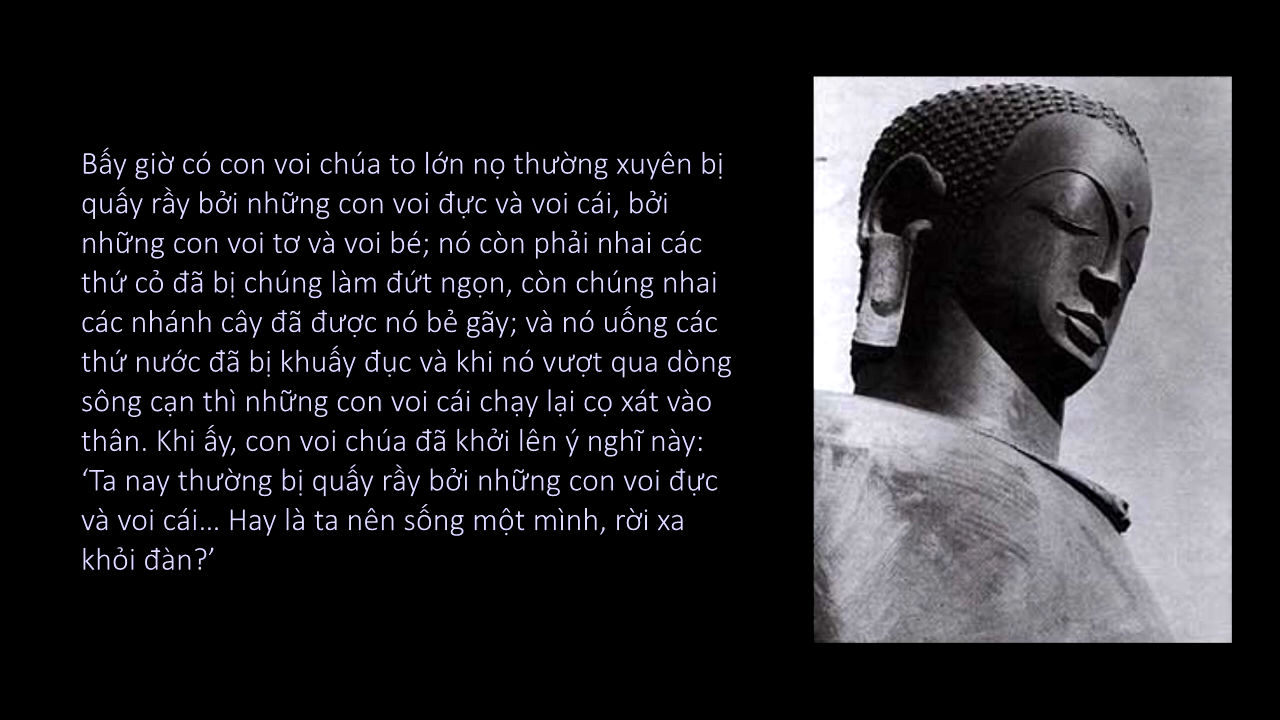 Bấy giờ có con voi chúa to lớn nọ thường xuyên bị
quấy rầy bởi những con voi đực và voi cái, bởi
những con voi tơ và voi bé; nó còn phải nhai các
thứ cỏ đã bị chúng làm đứt ngọn, còn chúng nhai
các nhánh cây đã được nó bẻ gãy; và nó uống các
thứ nước đã bị khuấy đục và khi nó vượt qua dòng
sông cạn thì những con voi cái chạy lại cọ xát vào
thân. Khi ấy, con voi chúa đã khởi lên ý nghĩ này:
‘Ta nay thường bị quấy rầy bởi những con voi đực
và voi cái… Hay là ta nên sống một mình, rời xa
khỏi đàn?’